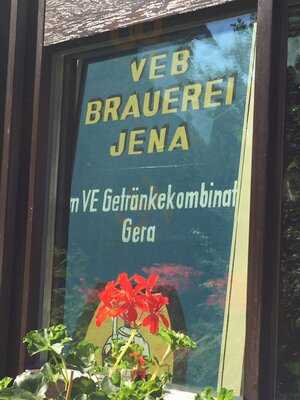 VEB
BRAUEREI
JENA
m VE Getränkekombinat
Gera